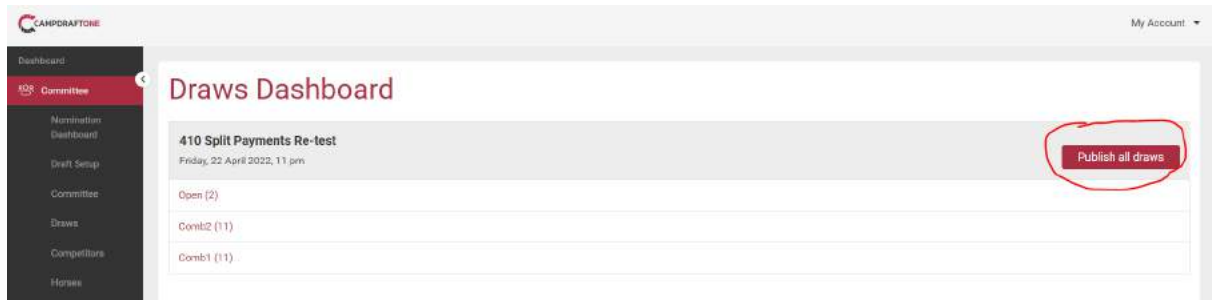 CAMPDRAFTONE
My Account
Dashboard
Committee
Draws Dashboard
Nomination
Dashboard
410 Split Payments Re-test
Friday, 22 April 2022, 11 pm
Publish all draws
Draft Setup
Committee
Open (2)
Draws
Comb2 (11)
Competitors
Comb1 (11)
Horses